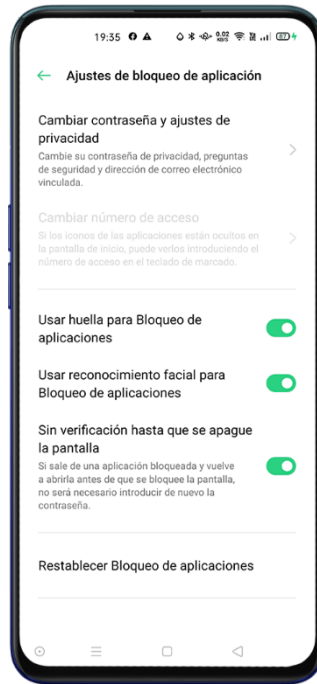 19:35 0.02 KB/S 87
Ajustes de bloqueo de aplicación
Cambiar contraseña y ajustes de
privacidad
Cambie su contraseña de privacidad, preguntas
de seguridad y dirección de correo electrónico
vinculada.
Cambiar número de acceso
Si los iconos de las aplicaciones están ocultos en
la pantalla de inicio, puede verlos introduciendo el
número de acceso en el teclado de marcado.
Usar huella para Bloqueo de
aplicaciones
Usar reconocimiento facial para
Bloqueo de aplicaciones
Sin verificación hasta que se apague
la pantalla
Si sale de una aplicación bloqueada y vuelve
a abrirla antes de que se bloquee la pantalla,
no será necesario introducir de nuevo la
contraseña.
Restablecer Bloqueo de aplicaciones